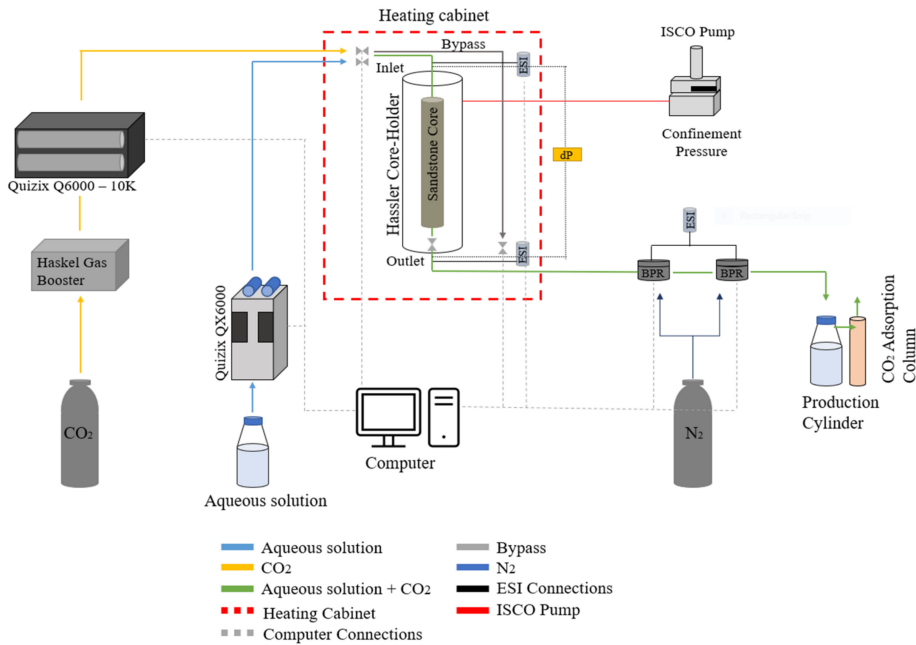 Heating cabinet
ISCO Pump
Bypass
ESI
Inlet
Hassler Core-Holder
Sandstone Core
Confinement
Pressure
dP
Quizix Q6000 – 10K
Haskel Gas
Booster
ESI
Outlet
ESI
BPR
BPR
Quizix QX6000
CO2
Computer
N2
Production
Cylinder
CO2 Adsorption
Column
Aqueous solution
Aqueous solution
CO2
Aqueous solution + CO2
Heating Cabinet
Computer Connections
Bypass
N2
ESI Connections
ISCO Pump